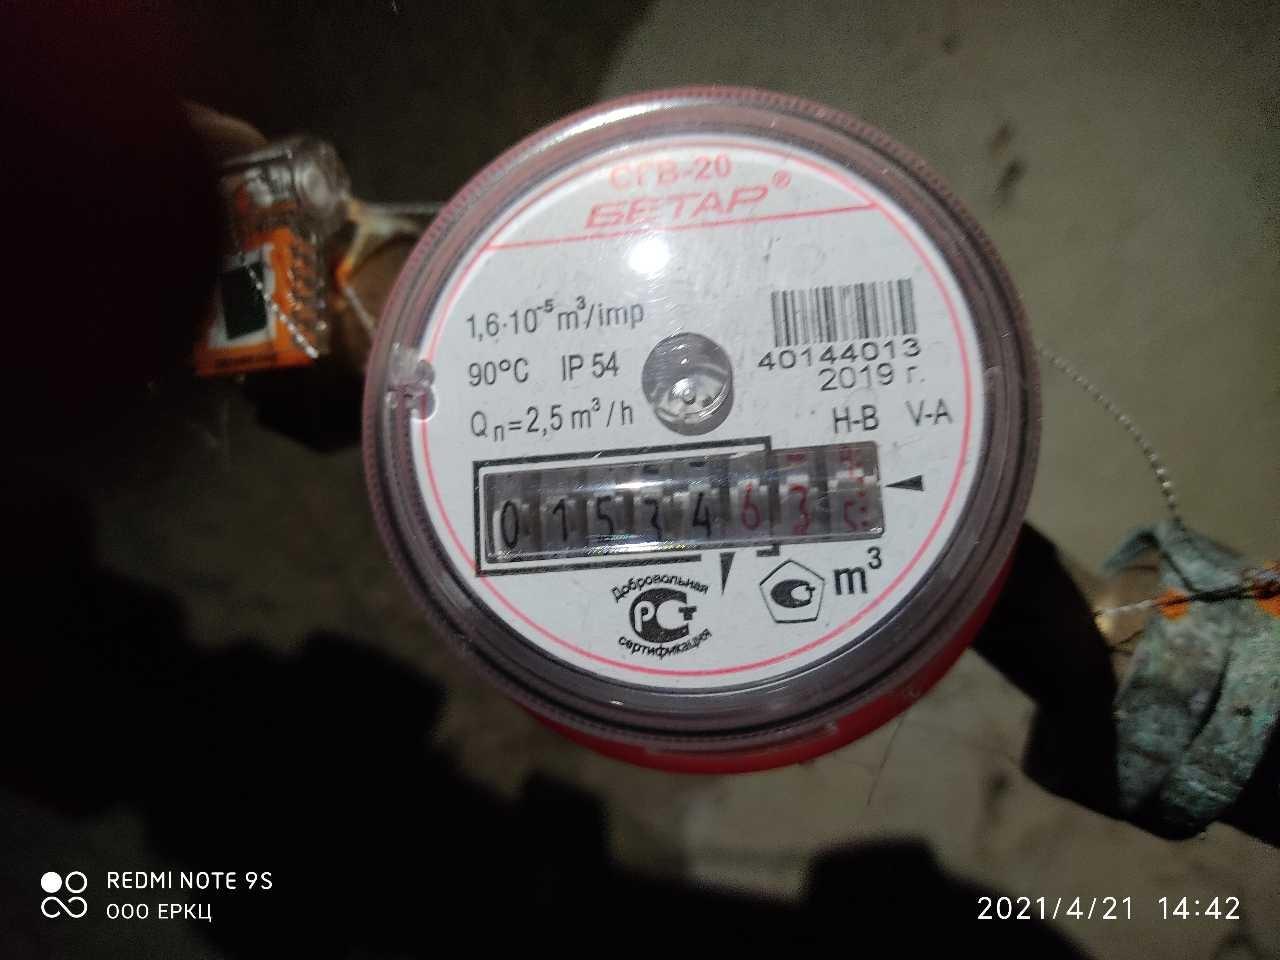 СГВ-20
БЕТАР®
1,6·10⁻⁵ m³/imp
90°C IP 54
Qn=2,5 m³/h
40144013
2019 г.
H-B V-A
0 1 5 3 4 6 3 5
m³
Добровольная
РСТ
сертификация
REDMI NOTE 9S
ООО ЕРКЦ
2021/4/21 14:42